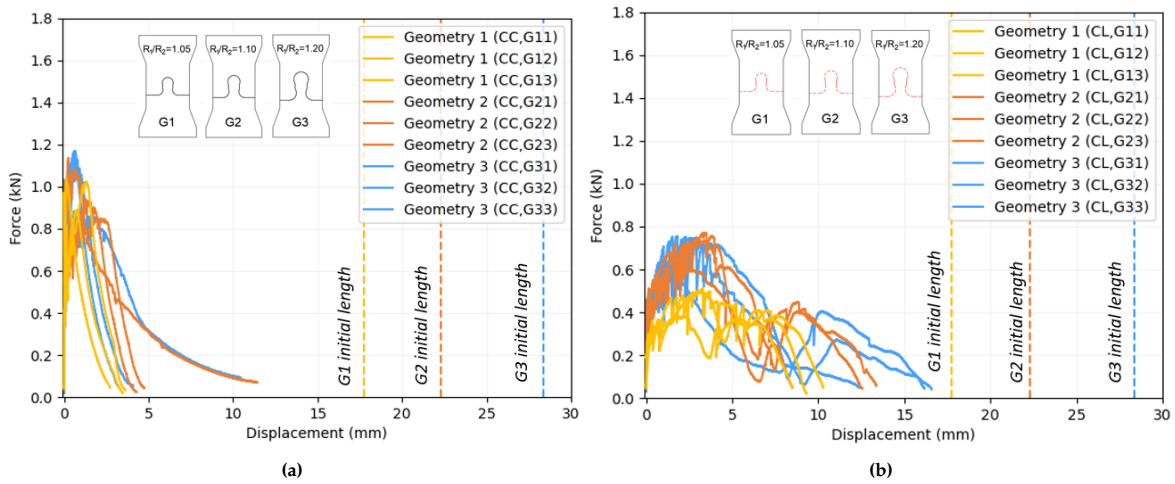 1.8
1.6
1.4
1.2
1.0
0.8
0.6
0.4
0.2
0.0
Force (kN)
0
5
10
15
20
25
30
Displacement (mm)
R₁/R₂=1.05
R₁/R₂=1.10
R₁/R₂=1.20
G1
G2
G3
Geometry 1 (CC,G11)
Geometry 1 (CC,G12)
Geometry 1 (CC,G13)
Geometry 2 (CC,G21)
Geometry 2 (CC,G22)
Geometry 2 (CC,G23)
Geometry 3 (CC,G31)
Geometry 3 (CC,G32)
Geometry 3 (CC,G33)
G1 initial length
G2 initial length
G3 initial length
(a)
1.8
1.6
1.4
1.2
1.0
0.8
0.6
0.4
0.2
0.0
Force (kN)
0
5
10
15
20
25
30
Displacement (mm)
R₁/R₂=1.05
R₁/R₂=1.10
R₁/R₂=1.20
G1
G2
G3
Geometry 1 (CL,G11)
Geometry 1 (CL,G12)
Geometry 1 (CL,G13)
Geometry 2 (CL,G21)
Geometry 2 (CL,G22)
Geometry 2 (CL,G23)
Geometry 3 (CL,G31)
Geometry 3 (CL,G32)
Geometry 3 (CL,G33)
G1 initial length
G2 initial length
G3 initial length
(b)